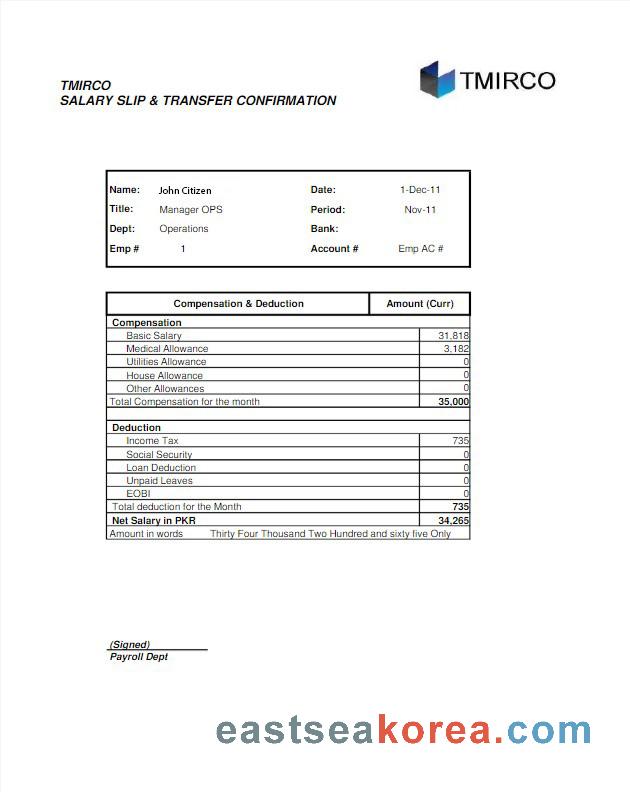 TMIRCO
TMIRCO
SALARY SLIP & TRANSFER CONFIRMATION
Name: John Citizen Date: 1-Dec-11
Title: Manager OPS Period: Nov-11
Dept: Operations Bank:
Emp # 1 Account # Emp AC #
Compensation & Deduction Amount (Curr)
Compensation
Basic Salary 31,818
Medical Allowance 3,182
Utilities Allowance 0
House Allowance 0
Other Allowances 0
Total Compensation for the month 35,000
Deduction
Income Tax 735
Social Security 0
Loan Deduction 0
Unpaid Leaves 0
EOBI 0
Total deduction for the Month 735
Net Salary in PKR 34,265
Amount in words Thirty Four Thousand Two Hundred and sixty five Only
(Signed)
Payroll Dept
eastseakorea.com